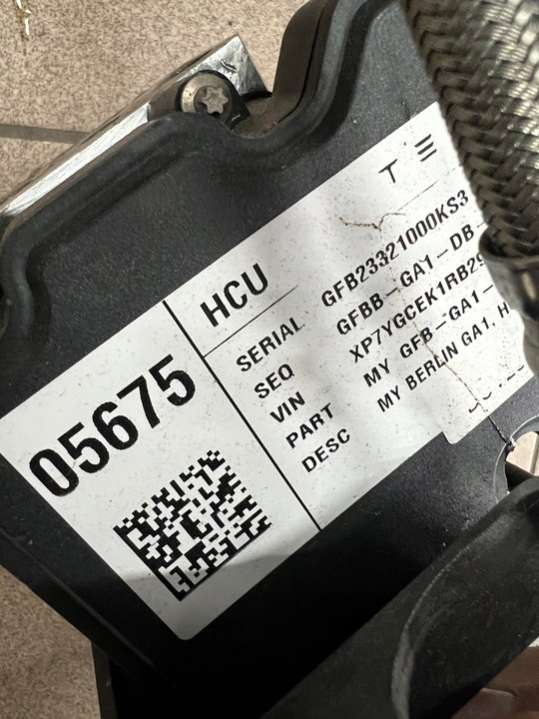 T Ξ
HCU
SERIAL GFB23321000KS3
SEQ GFBB-GA1-DB
VIN XP7YGCEK1RB29
PART MY GFB-GA1-
DESC MY BERLIN GA1, H
05675